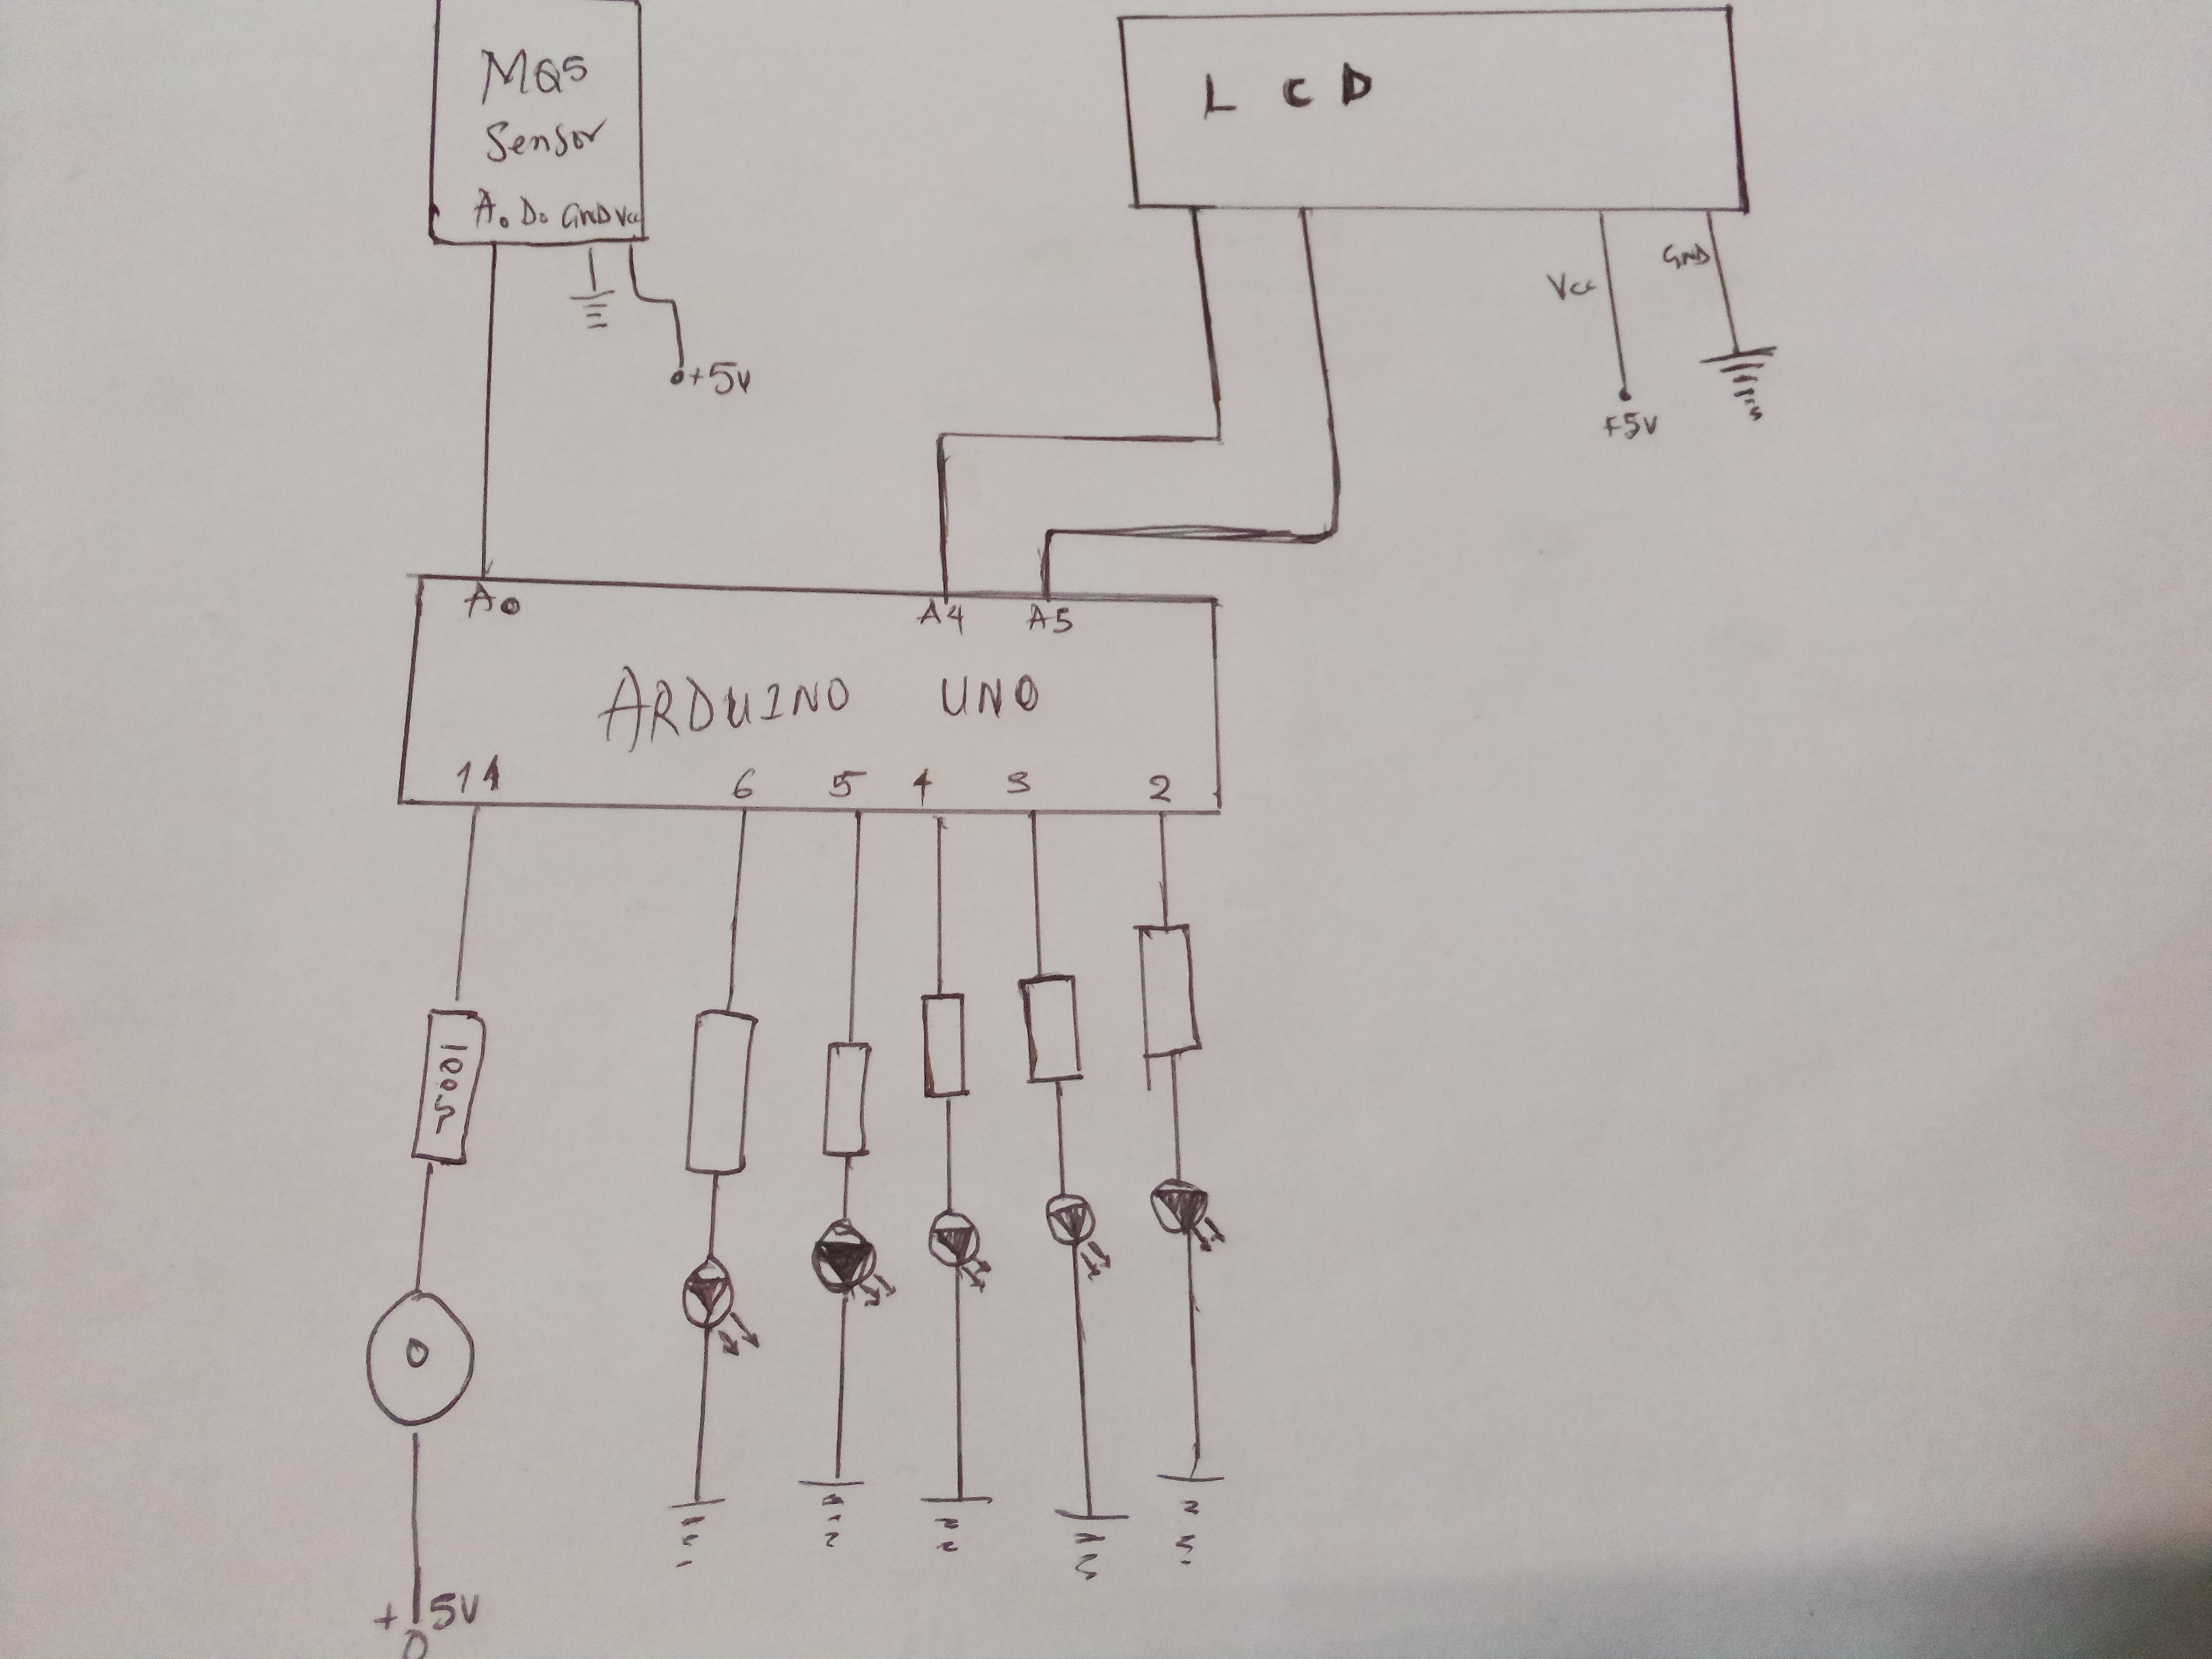 MQ5
Sensor
A0 D0 GND Vcc
+5V
L C D
Vcc
GND
+5V
A0
A4 A5
ARDUINO UNO
6 5 4 3 2
100Ω
+5V